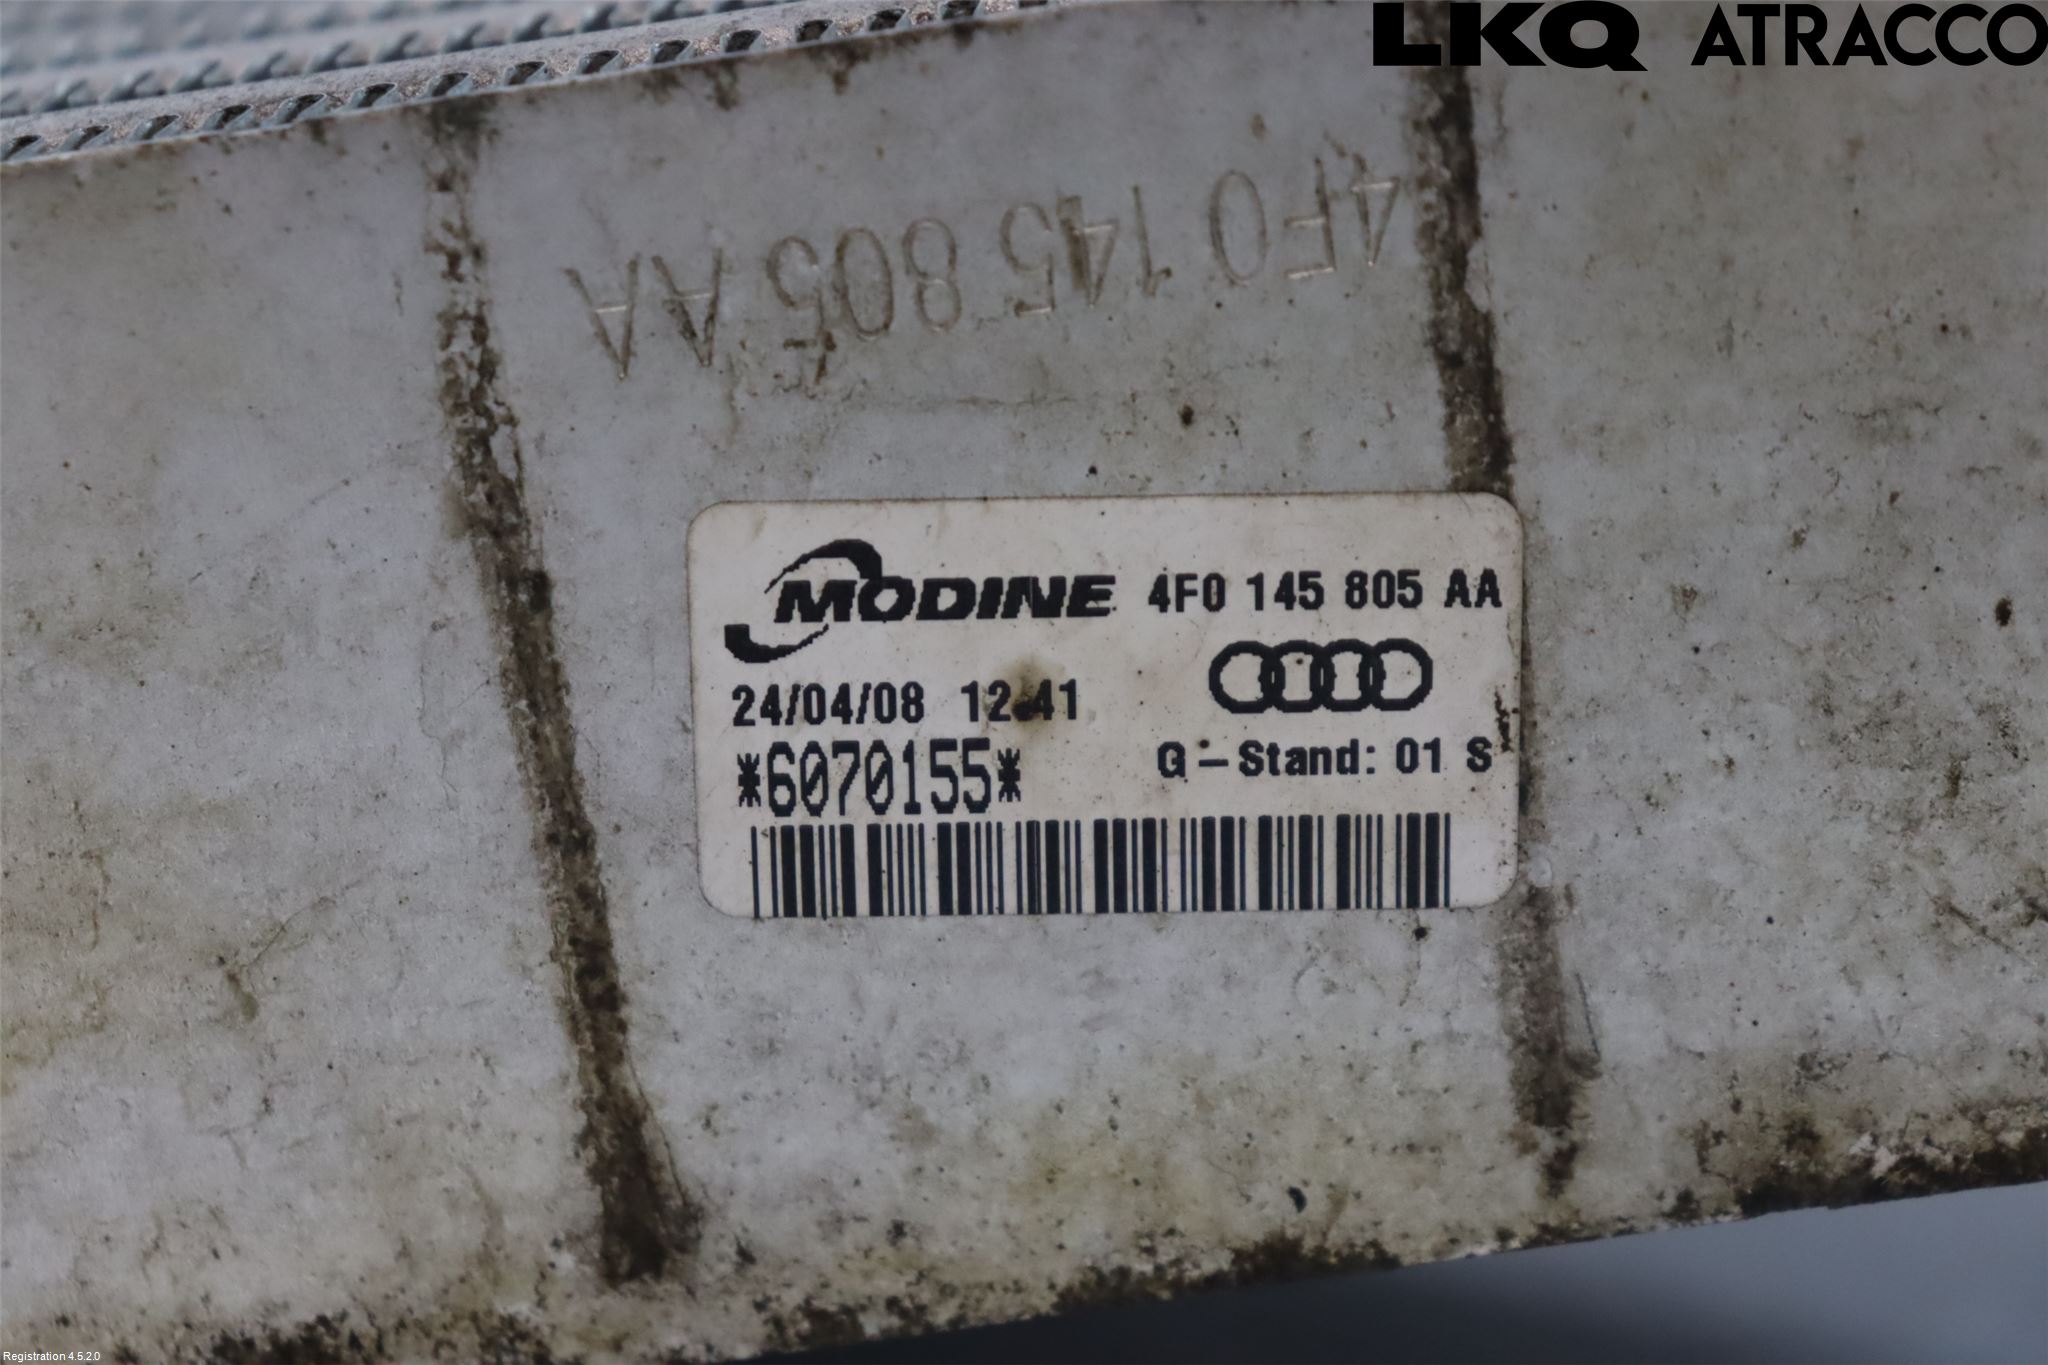 LKQ ATRACCO
4F0 145 805 AA
MODINE 4F0 145 805 AA
24/04/08 12:41
*6070155*
G-Stand: 01 S
Registration 4.5.2.0